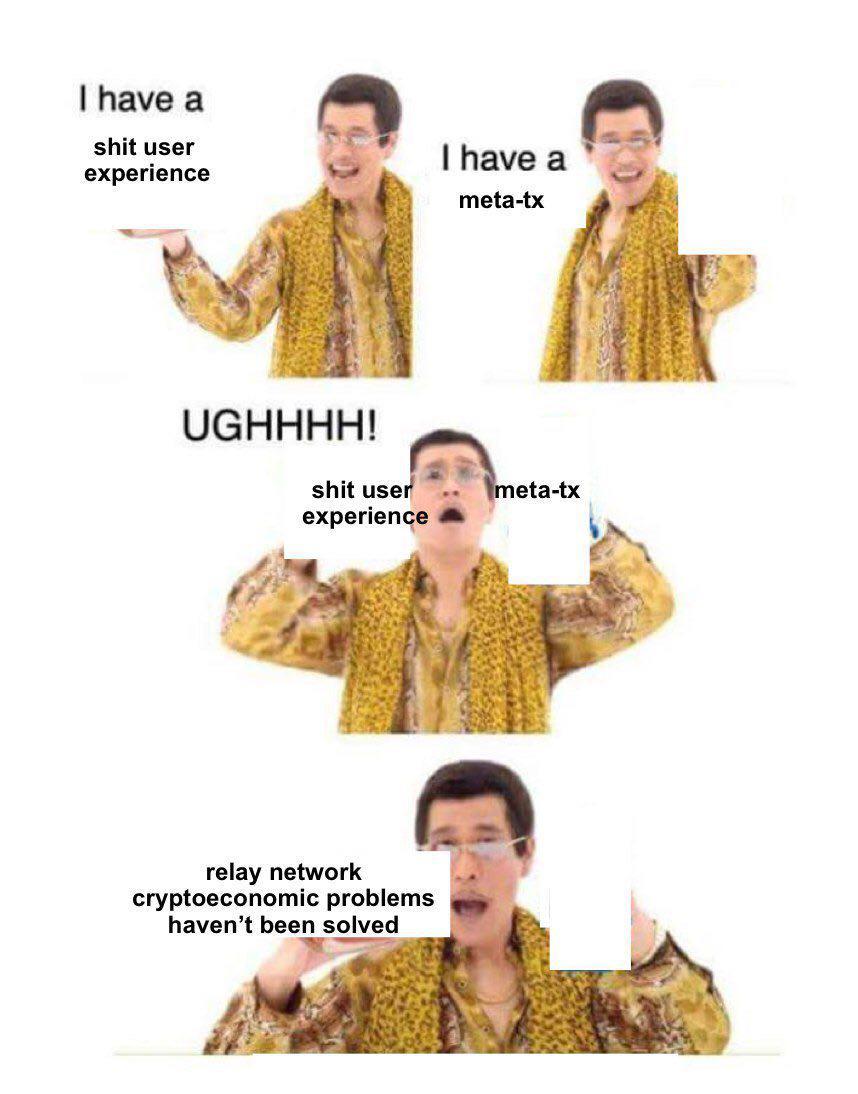 I have a
shit user
experience
I have a
meta-tx
UGHHHH!
shit user
experience
meta-tx
relay network
cryptoeconomic problems
haven't been solved